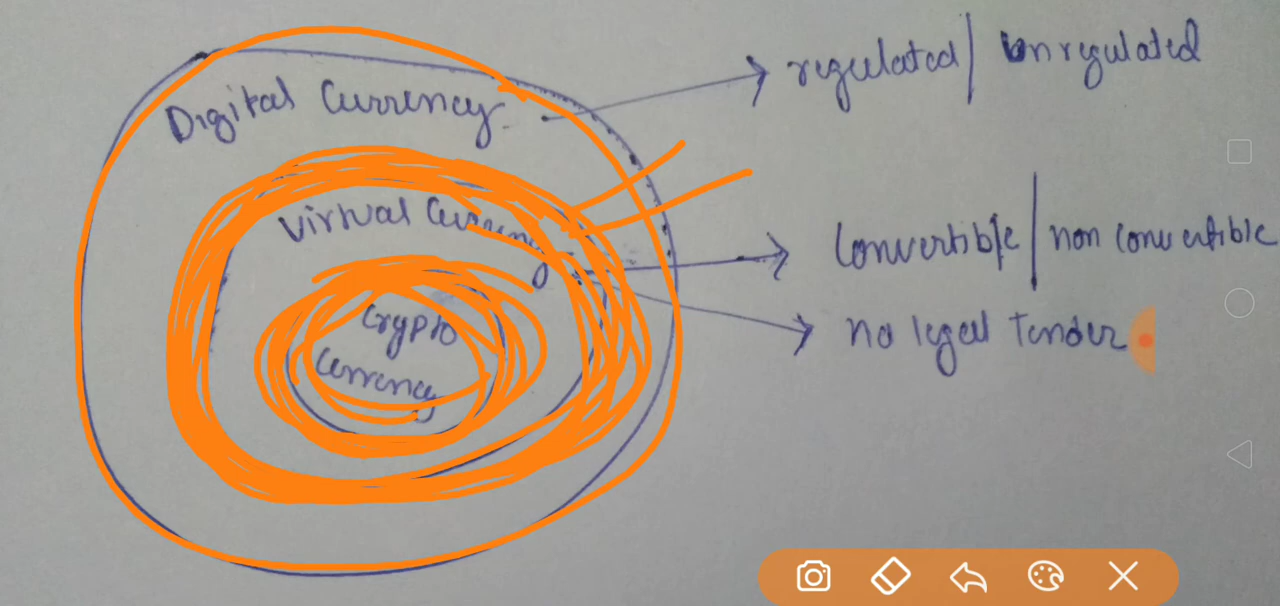 Digital Currency
regulated / unregulated
Virtual Currency
Convertible / non convertible
no legal Tender
Crypto
Currency